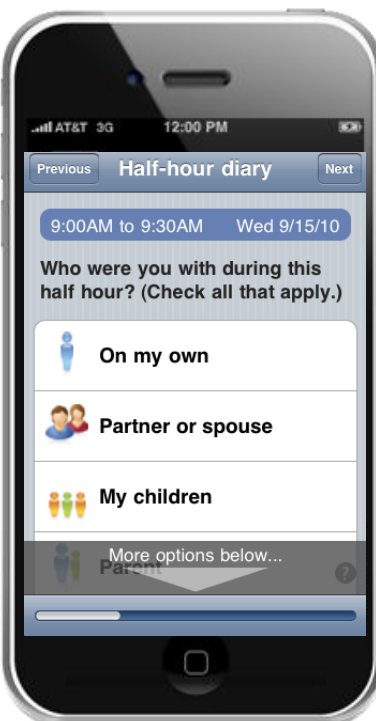 AT&T 3G 12:00 PM
Previous Half-hour diary Next
9:00AM to 9:30AM Wed 9/15/10
Who were you with during this
half hour? (Check all that apply.)
On my own
Partner or spouse
My children
More options below...
Parent ?